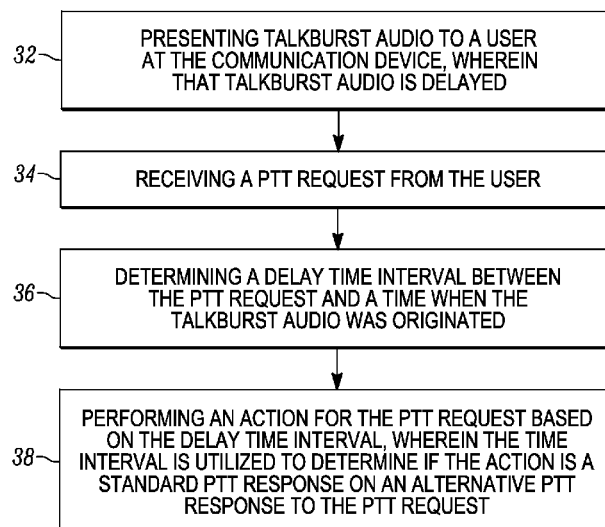 32
PRESENTING TALKBURST AUDIO TO A USER
AT THE COMMUNICATION DEVICE, WHEREIN
THAT TALKBURST AUDIO IS DELAYED
34
RECEIVING A PTT REQUEST FROM THE USER
36
DETERMINING A DELAY TIME INTERVAL BETWEEN
THE PTT REQUEST AND A TIME WHEN THE
TALKBURST AUDIO WAS ORIGINATED
38
PERFORMING AN ACTION FOR THE PTT REQUEST BASED
ON THE DELAY TIME INTERVAL, WHEREIN THE TIME
INTERVAL IS UTILIZED TO DETERMINE IF THE ACTION IS A
STANDARD PTT RESPONSE ON AN ALTERNATIVE PTT
RESPONSE TO THE PTT REQUEST